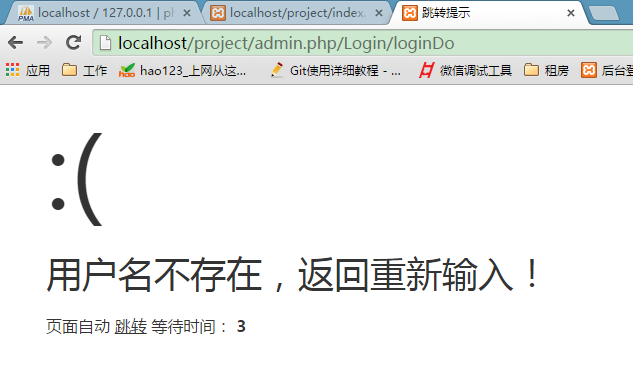 localhost / 127.0.0.1 | p
localhost/project/index.
跳转提示
localhost/project/admin.php/Login/loginDo
应用 工作 hao123_上网从这... Git使用详细教程 - ... 微信调试工具 租房 后台登
:(
用户名不存在，返回重新输入！
页面自动 跳转 等待时间： 3